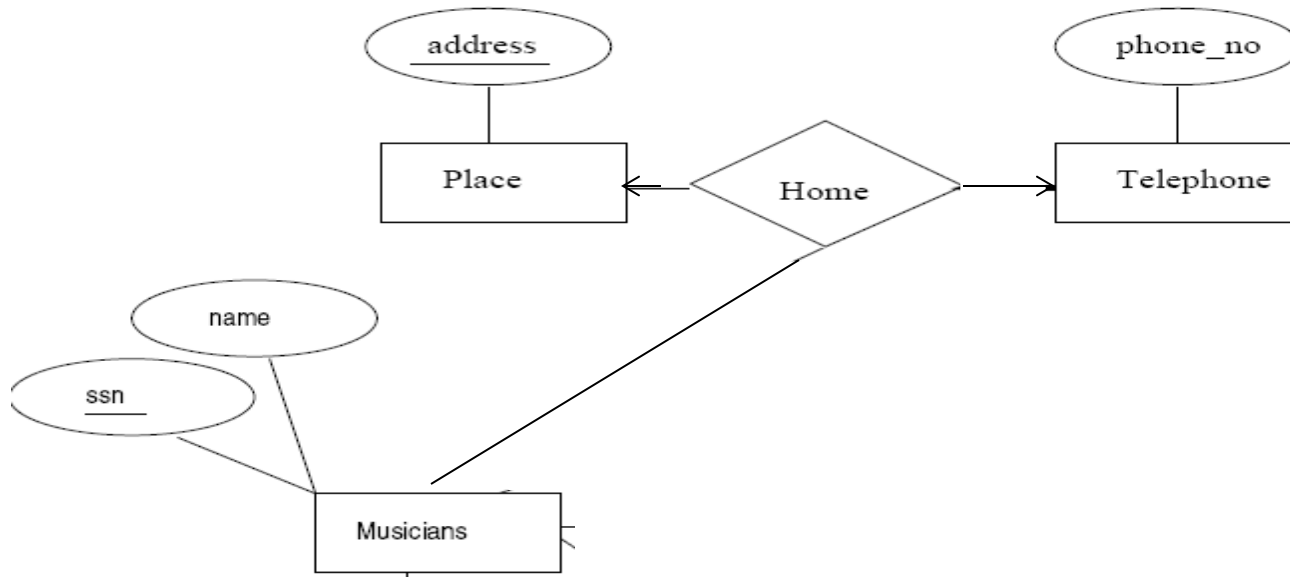 address
phone_no
Place
Home
Telephone
name
ssn
Musicians